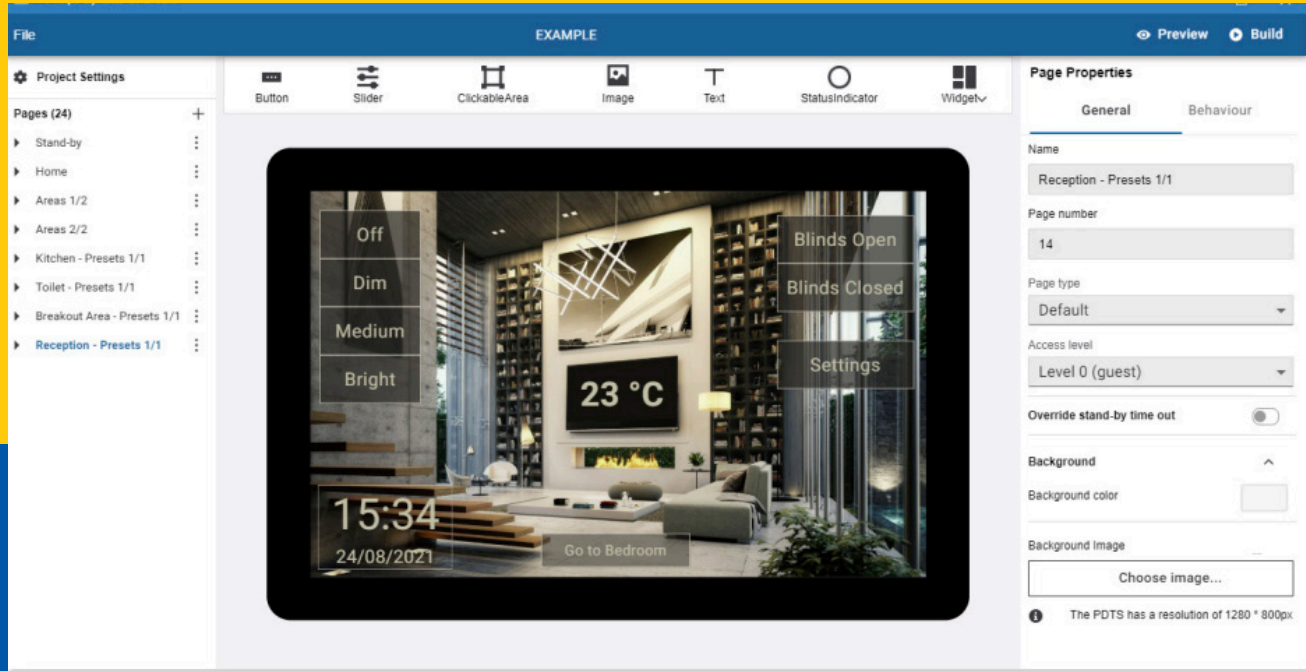 File
EXAMPLE
Preview
Build
Project Settings
Pages (24)
Stand-by
Home
Areas 1/2
Areas 2/2
Kitchen - Presets 1/1
Toilet - Presets 1/1
Breakout Area - Presets 1/1
Reception - Presets 1/1
Button
Slider
ClickableArea
Image
Text
StatusIndicator
Widget
Off
Dim
Medium
Bright
Blinds Open
Blinds Closed
Settings
23 °C
15:34
24/08/2021
Go to Bedroom
Page Properties
General
Behaviour
Name
Reception - Presets 1/1
Page number
14
Page type
Default
Access level
Level 0 (guest)
Override stand-by time out
Background
Background color
Background Image
Choose image...
The PDTS has a resolution of 1280 * 800px